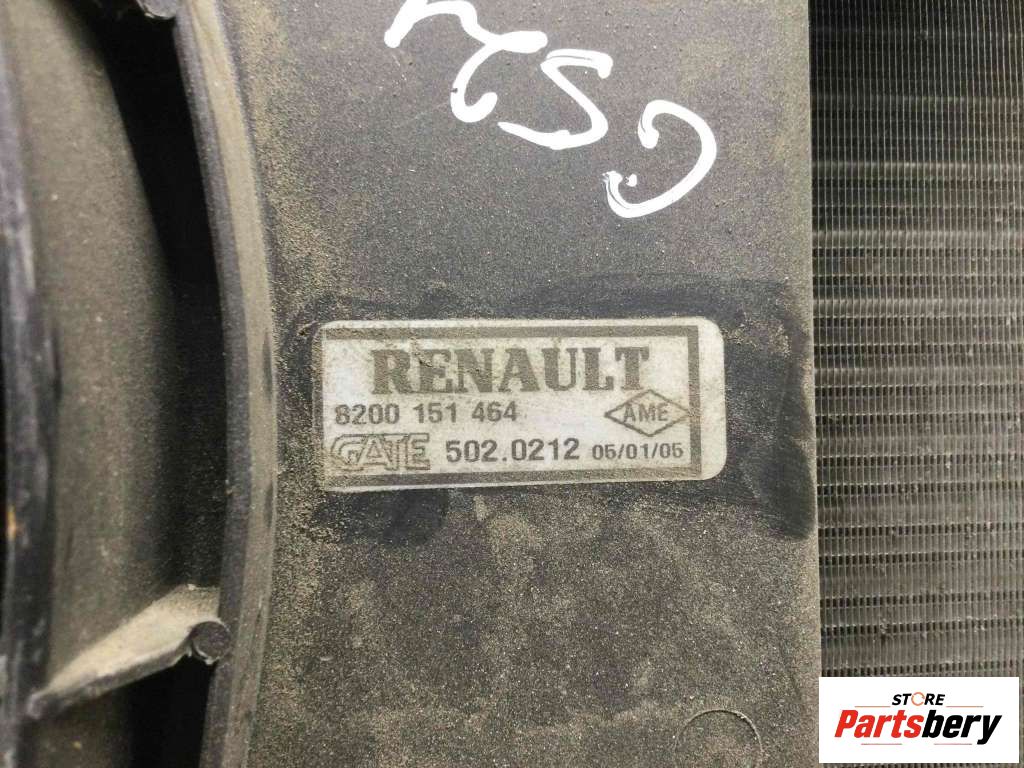 RENAULT
8200 151 464
AME
GATE 502.0212 05/01/05
STORE
Partsbery